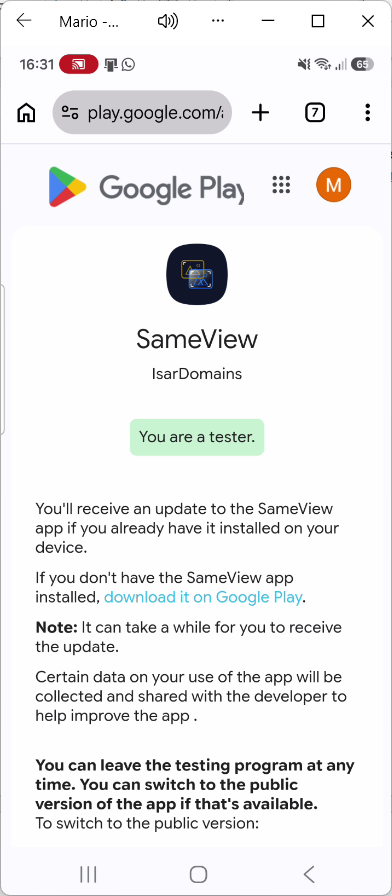 Mario -...
16:31
65
play.google.com/
7
Google Play
M
SameView
IsarDomains
You are a tester.
You'll receive an update to the SameView
app if you already have it installed on your
device.
If you don't have the SameView app
installed, download it on Google Play.
Note: It can take a while for you to receive
the update.
Certain data on your use of the app will be
collected and shared with the developer to
help improve the app .
You can leave the testing program at any
time. You can switch to the public
version of the app if that's available.
To switch to the public version: